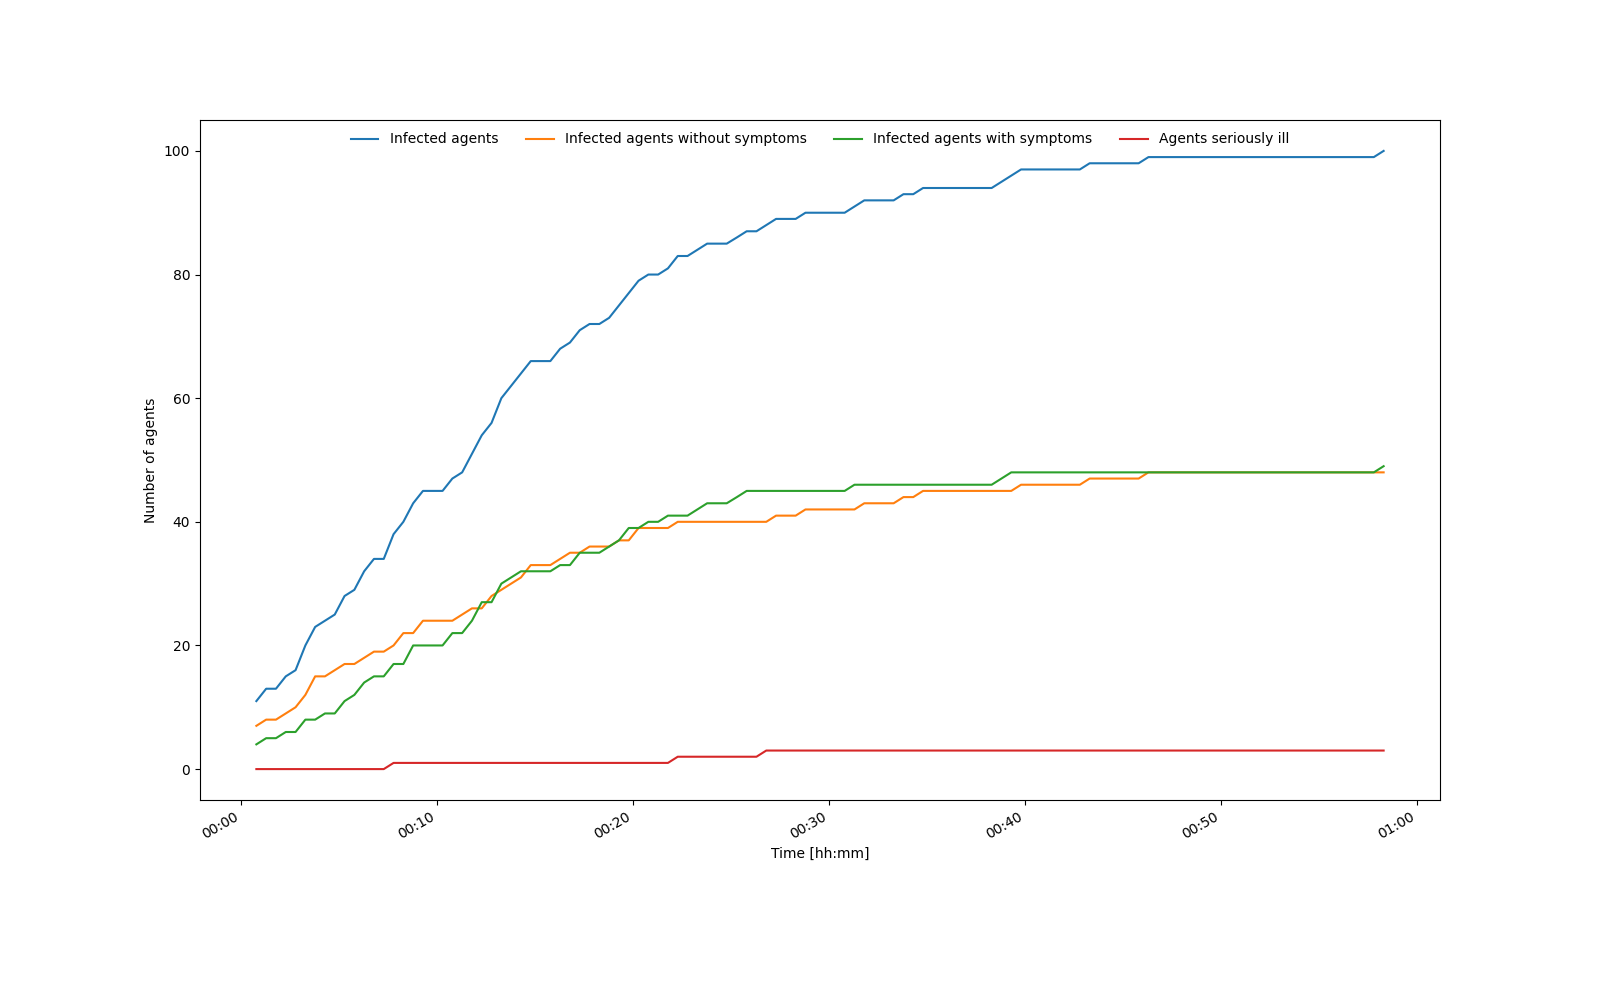 Infected agents Infected agents without symptoms Infected agents with symptoms Agents seriously ill
100
80
60
40
20
0
Number of agents
00:00 00:10 00:20 00:30 00:40 00:50 01:00
Time [hh:mm]